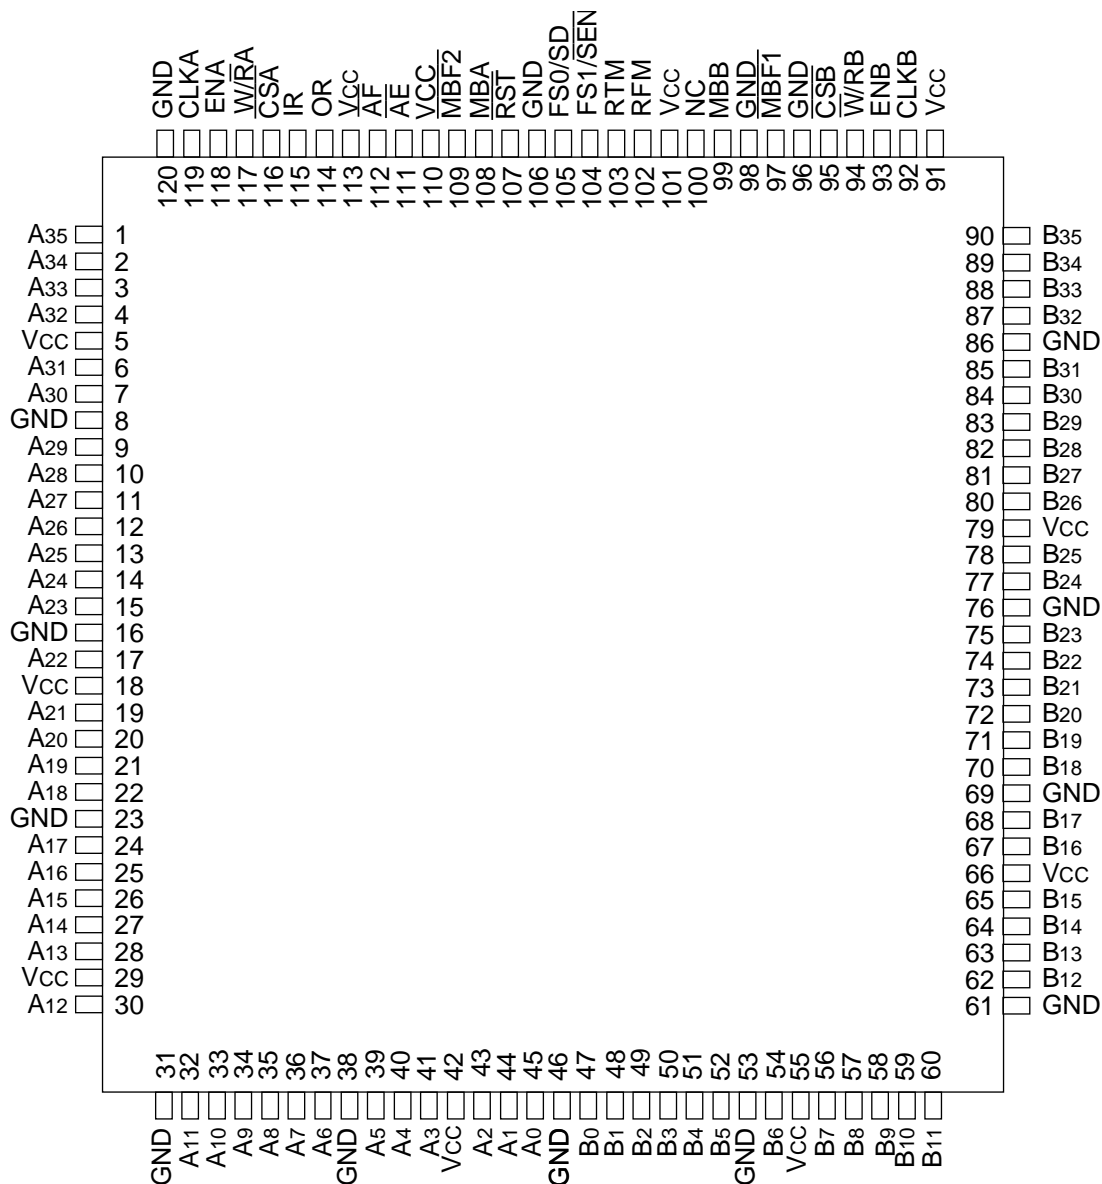 GND CLKA ENA W/RA CSA IR OR VCC AF AE VCC MBF2 MBA RST GND FS0/SD FS1/SEN RTM RFM VCC NC MBB GND MBF1 GND CSB W/RB ENB CLKB VCC
120 119 118 117 116 115 114 113 112 111 110 109 108 107 106 105 104 103 102 101 100 99 98 97 96 95 94 93 92 91
A35 1 90 B35
A34 2 89 B34
A33 3 88 B33
A32 4 87 B32
VCC 5 86 GND
A31 6 85 B31
A30 7 84 B30
GND 8 83 B29
A29 9 82 B28
A28 10 81 B27
A27 11 80 B26
A26 12 79 VCC
A25 13 78 B25
A24 14 77 B24
A23 15 76 GND
GND 16 75 B23
A22 17 74 B22
VCC 18 73 B21
A21 19 72 B20
A20 20 71 B19
A19 21 70 B18
A18 22 69 GND
GND 23 68 B17
A17 24 67 B16
A16 25 66 VCC
A15 26 65 B15
A14 27 64 B14
A13 28 63 B13
VCC 29 62 B12
A12 30 61 GND
31 32 33 34 35 36 37 38 39 40 41 42 43 44 45 46 47 48 49 50 51 52 53 54 55 56 57 58 59 60
GND A11 A10 A9 A8 A7 A6 GND A5 A4 A3 VCC A2 A1 A0 GND B0 B1 B2 B3 B4 B5 GND B6 VCC B7 B8 B9 B10 B11